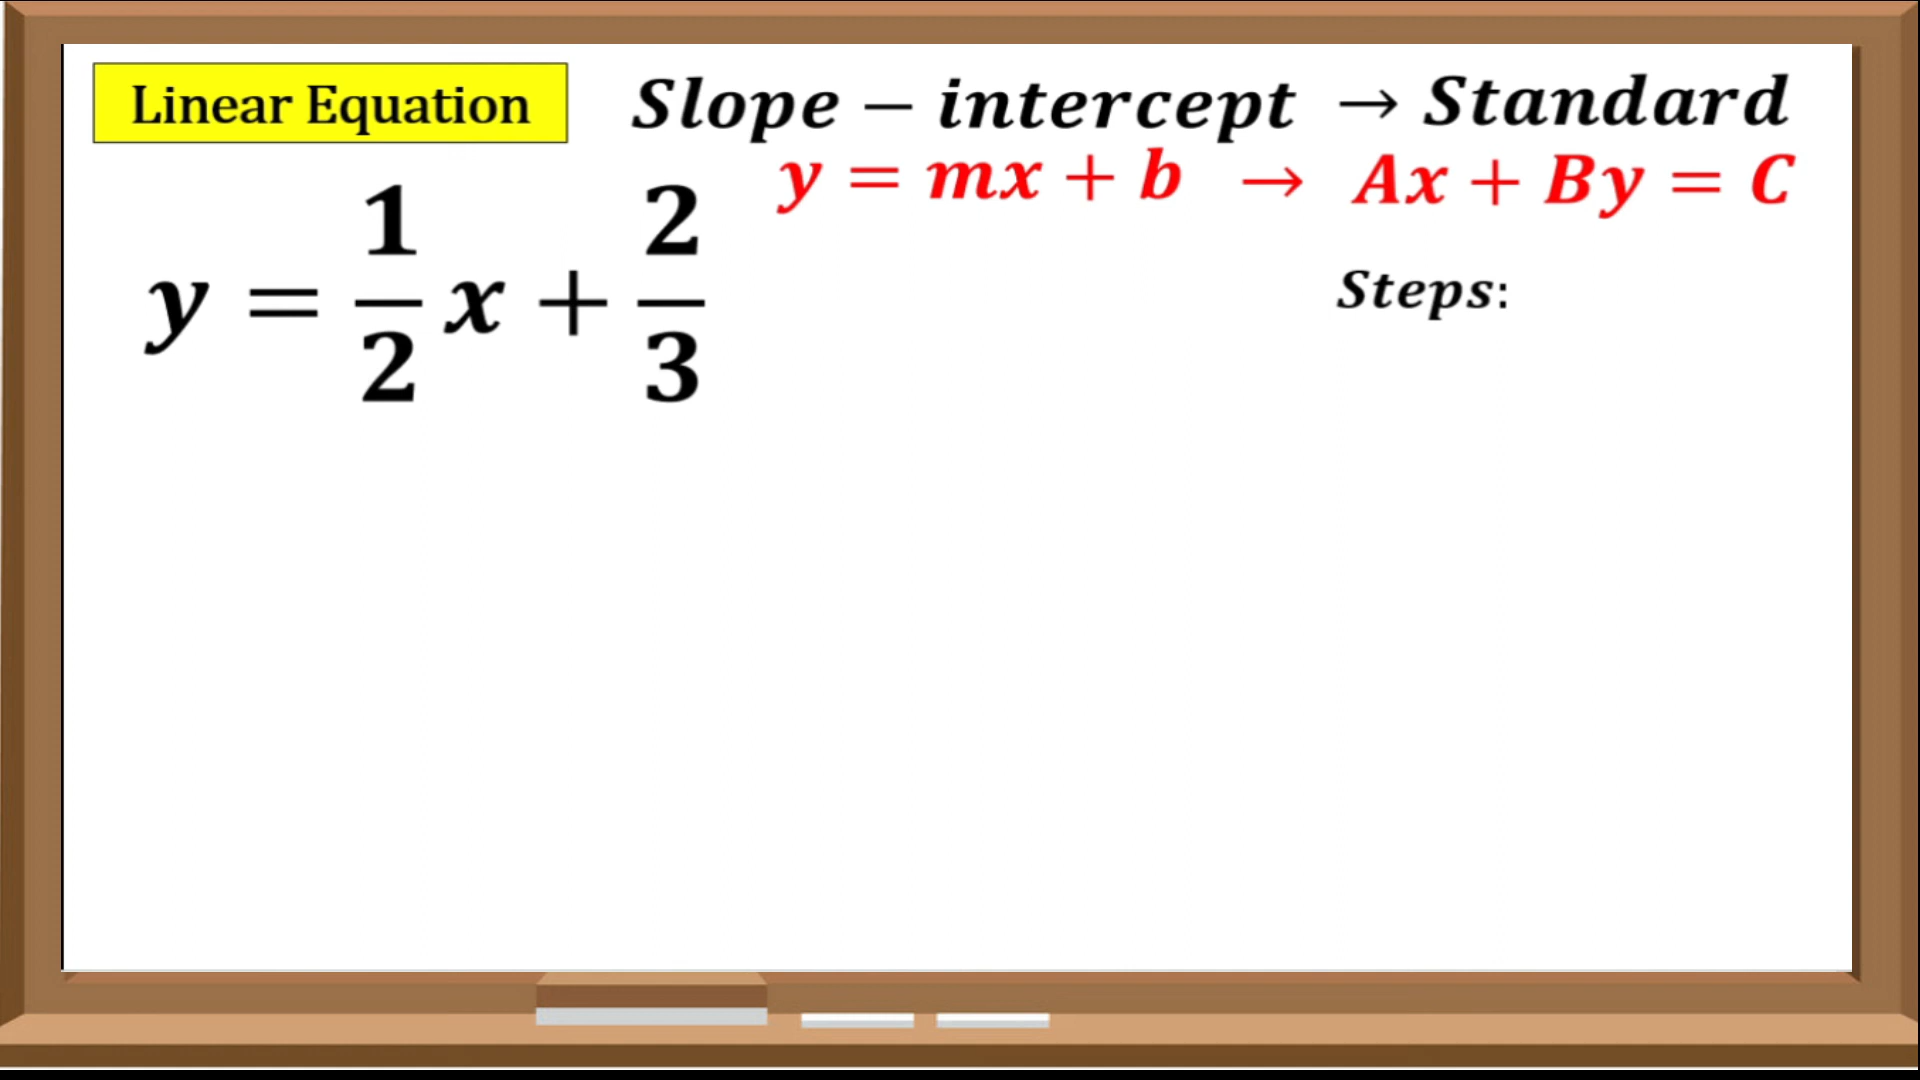 Linear Equation
Slope − intercept → Standard
y = mx + b → Ax + By = C
y = 1/2 x + 2/3
Steps: